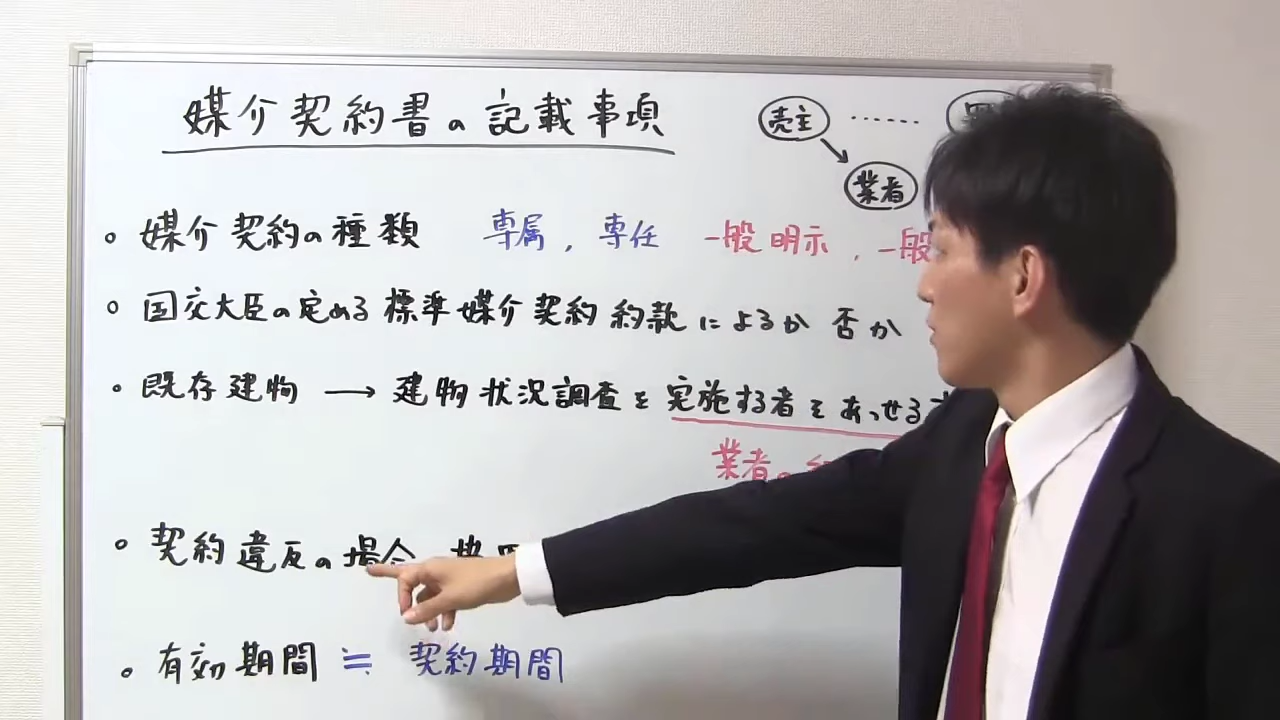 媒介契約書の記載事項
売主 ……
業者
• 媒介契約の種類 専属, 専任 一般明示, 一般
• 国交大臣の定める標準媒介契約約款によるか否か
• 既存建物 → 建物状況調査を実施する者をあっせる
業者の
• 契約違反の場合
• 有効期間 ≒ 契約期間